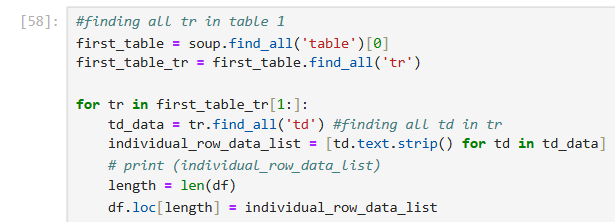 [58]: #finding all tr in table 1
first_table = soup.find_all('table')[0]
first_table_tr = first_table.find_all('tr')
for tr in first_table_tr[1:]:
    td_data = tr.find_all('td') #finding all td in tr
    individual_row_data_list = [td.text.strip() for td in td_data]
    # print (individual_row_data_list)
    length = len(df)
    df.loc[length] = individual_row_data_list